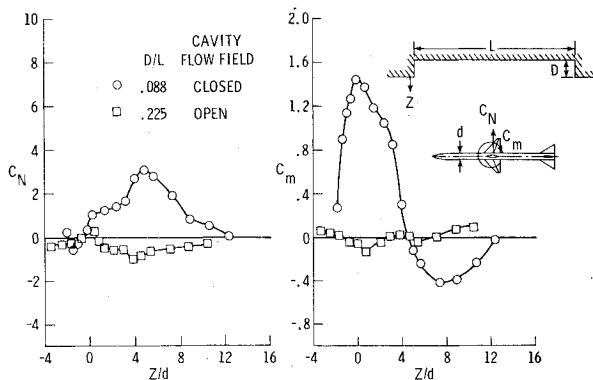 10
8
6
4
2
0
-2
-4
C_N
D/L
CAVITY
FLOW FIELD
.088 CLOSED
.225 OPEN
-4 0 4 8 12 16
Z/d
2.0
1.6
1.2
.8
.4
0
-.4
-.8
C_m
L
D
Z
C_N
C_m
d
-4 0 4 8 12 16
Z/d